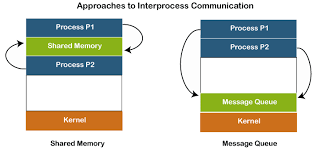 Approaches to Interprocess Communication
Process P1
Shared Memory
Process P2
Kernel
Shared Memory
Process P1
Process P2
Message Queue
Kernel
Message Queue